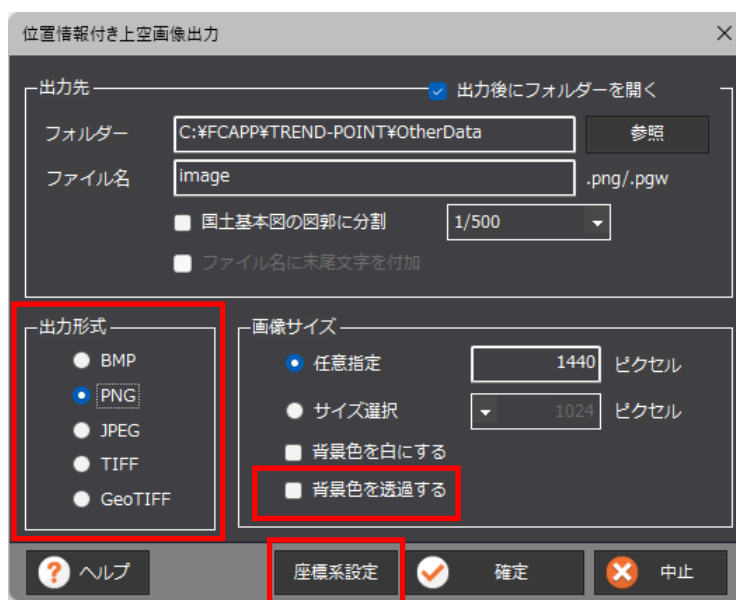 位置情報付き上空画像出力
出力先
出力後にフォルダーを開く
フォルダー C:¥FCAPP¥TREND-POINT¥OtherData 参照
ファイル名 image .png/.pgw
国土基本図の図郭に分割 1/500
ファイル名に末尾文字を付加
出力形式
BMP
PNG
JPEG
TIFF
GeoTIFF
画像サイズ
任意指定 1440 ピクセル
サイズ選択 1024 ピクセル
背景色を白にする
背景色を透過する
ヘルプ 座標系設定 確定 中止